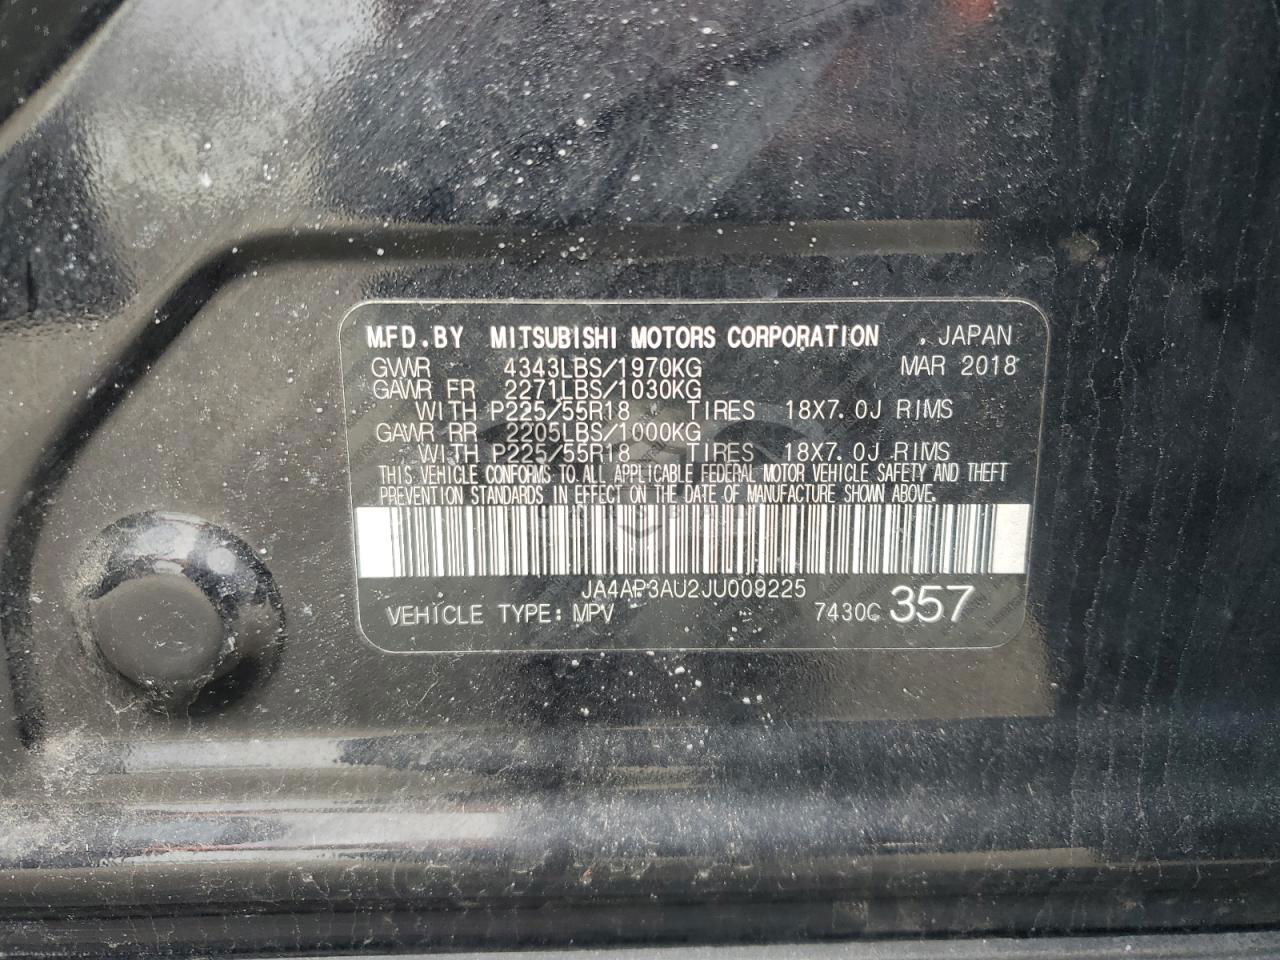 MFD.BY MITSUBISHI MOTORS CORPORATION , JAPAN
GVWR 4343LBS/1970KG MAR 2018
GAWR FR 2271LBS/1030KG
WITH P225/55R18 TIRES 18X7.0J RIMS
GAWR RR 2205LBS/1000KG
WITH P225/55R18 TIRES 18X7.0J RIMS
THIS VEHICLE CONFORMS TO ALL APPLICABLE FEDERAL MOTOR VEHICLE SAFETY AND THEFT
PREVENTION STANDARDS IN EFFECT ON THE DATE OF MANUFACTURE SHOWN ABOVE.
JA4AP3AU2JU009225
VEHICLE TYPE: MPV 7430C 357